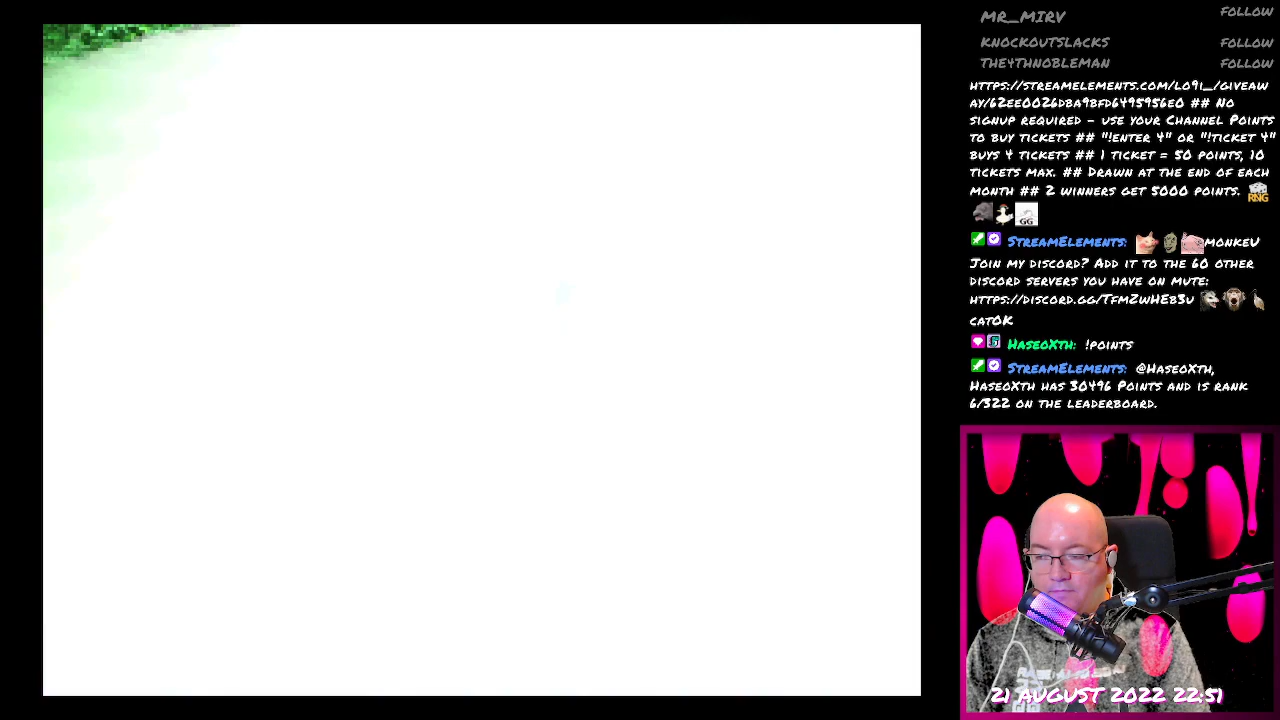 MR_MIRV FOLLOW
KNOCKOUTSLACKS FOLLOW
THE4THNOBLEMAN FOLLOW
HTTPS://STREAMELEMENTS.COM/LO9I_/GIVEAW
AY/62EE0026DBA9BFD6495956E0 ## NO
SIGNUP REQUIRED - USE YOUR CHANNEL POINTS
TO BUY TICKETS ## "!ENTER 4" OR "!TICKET 4"
BUYS 4 TICKETS ## 1 TICKET = 50 POINTS, 10
TICKETS MAX. ## DRAWN AT THE END OF EACH
MONTH ## 2 WINNERS GET 5000 POINTS. RNG
GG
STREAMELEMENTS: MONKEU
JOIN MY DISCORD? ADD IT TO THE 60 OTHER
DISCORD SERVERS YOU HAVE ON MUTE:
HTTPS://DISCORD.GG/TFMZWHEB3U
CATOK
HASEOXTH: !POINTS
STREAMELEMENTS: @HASEOXTH,
HASEOXTH HAS 30496 POINTS AND IS RANK
6/322 ON THE LEADERBOARD.
21 AUGUST 2022 22:51